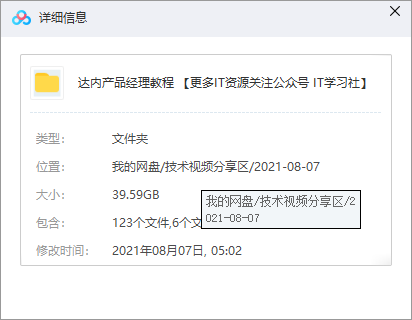 详细信息
达内产品经理教程 【更多IT资源关注公众号 IT学习社】
类型: 文件夹
位置: 我的网盘/技术视频分享区/2021-08-07
大小: 39.59GB
我的网盘/技术视频分享区/2
021-08-07
包含: 123个文件,6个文
修改时间: 2021年08月07日, 05:02